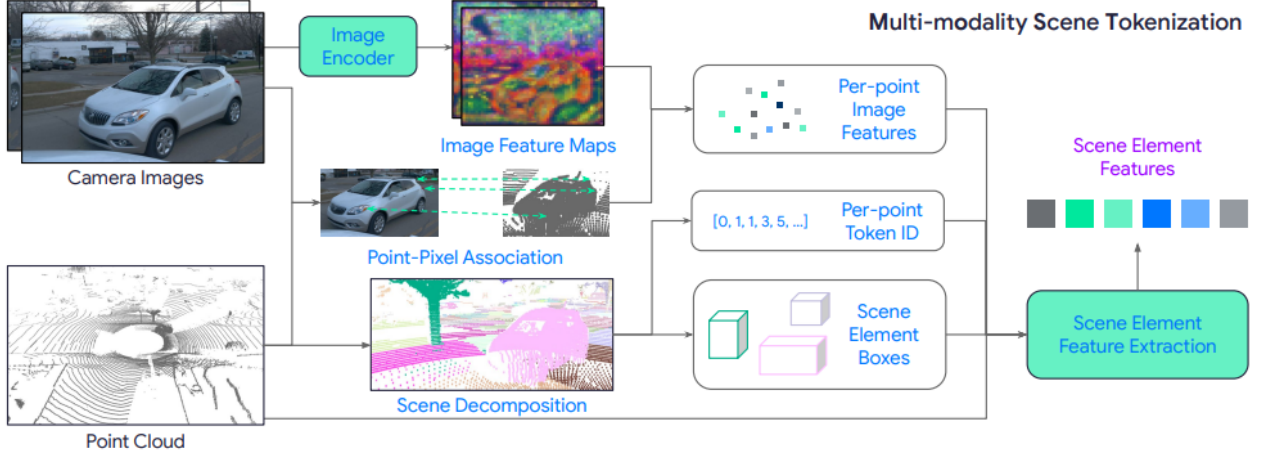 Multi-modality Scene Tokenization
Image
Encoder
Image Feature Maps
Camera Images
Per-point
Image
Features
Point-Pixel Association
[0, 1, 1, 3, 5, ...]
Per-point
Token ID
Scene Element
Features
Scene Decomposition
Scene
Element
Boxes
Scene Element
Feature Extraction
Point Cloud